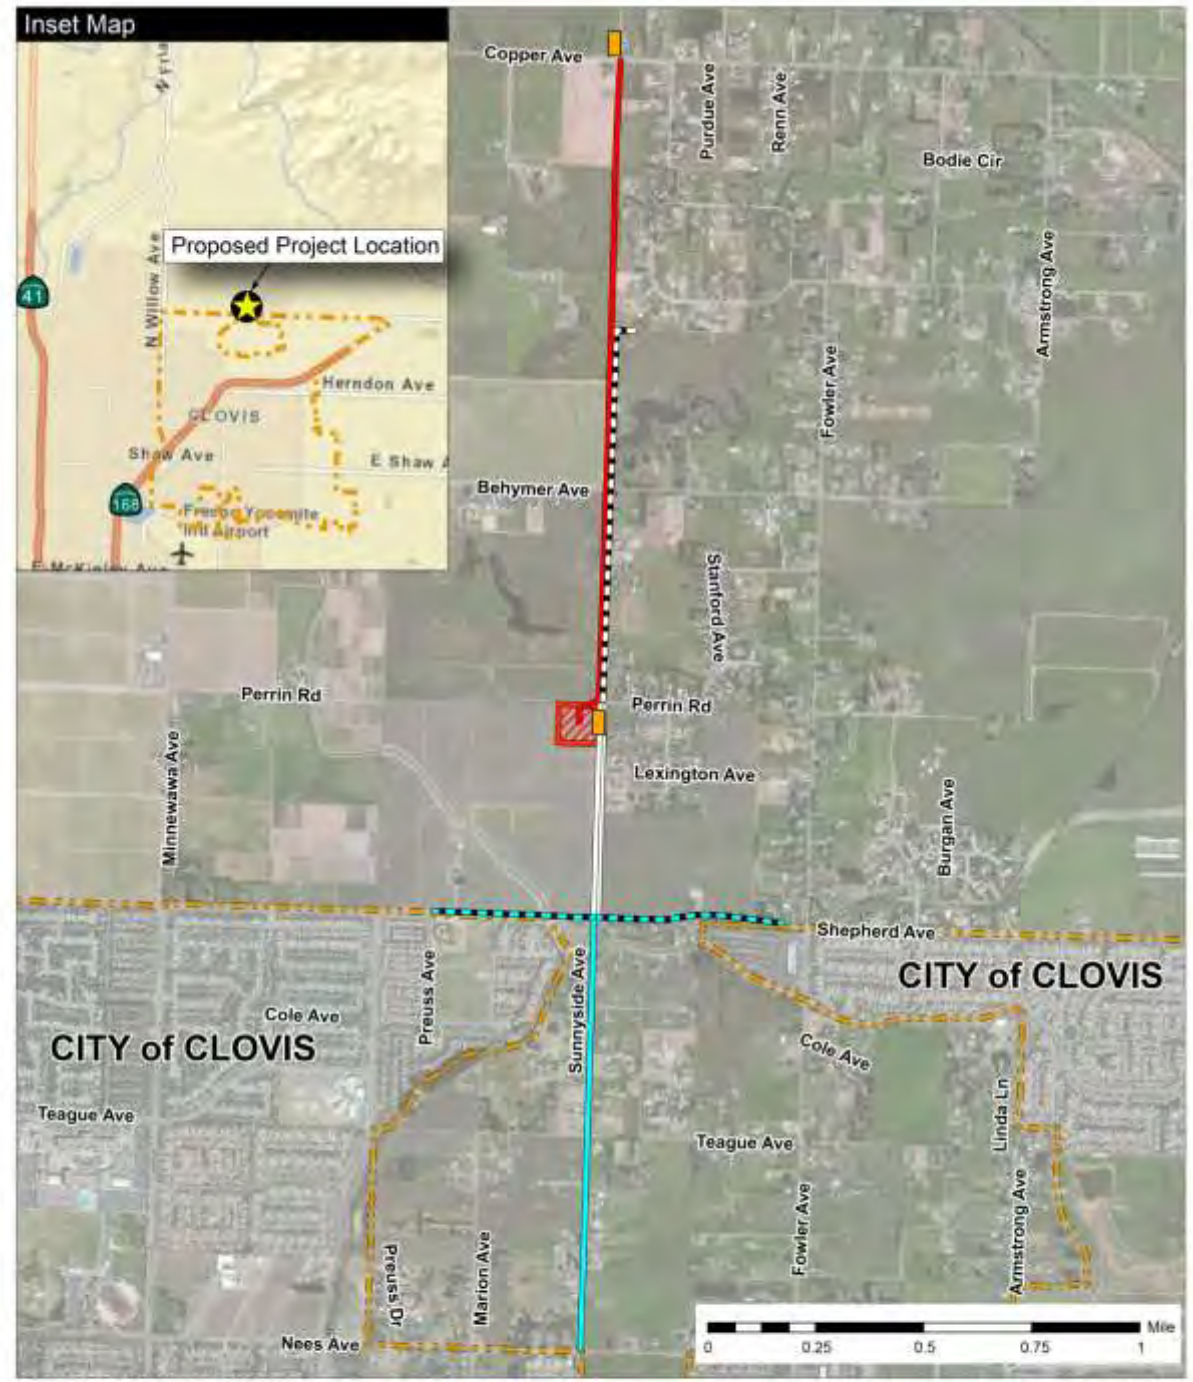 Inset Map
Copper Ave
Purdue Ave
Renn Ave
Bodie Cir
Proposed Project Location
41
N Willow Ave
Armstrong Ave
Herndon Ave
Fowler Ave
CLOVIS
Shaw Ave
E Shaw A
Behymer Ave
168
Fresno Yosemite
Intl Airport
E McKinley Ave
Stanford Ave
Perrin Rd
Perrin Rd
Minnewawa Ave
Lexington Ave
Burgan Ave
Shepherd Ave
CITY of CLOVIS
Preuss Ave
Sunnyside Ave
Cole Ave
CITY of CLOVIS
Cole Ave
Teague Ave
Linda Ln
Teague Ave
Armstrong Ave
Fowler Ave
Preuss Dr
Marion Ave
Nees Ave
Mile
0 0.25 0.5 0.75 1